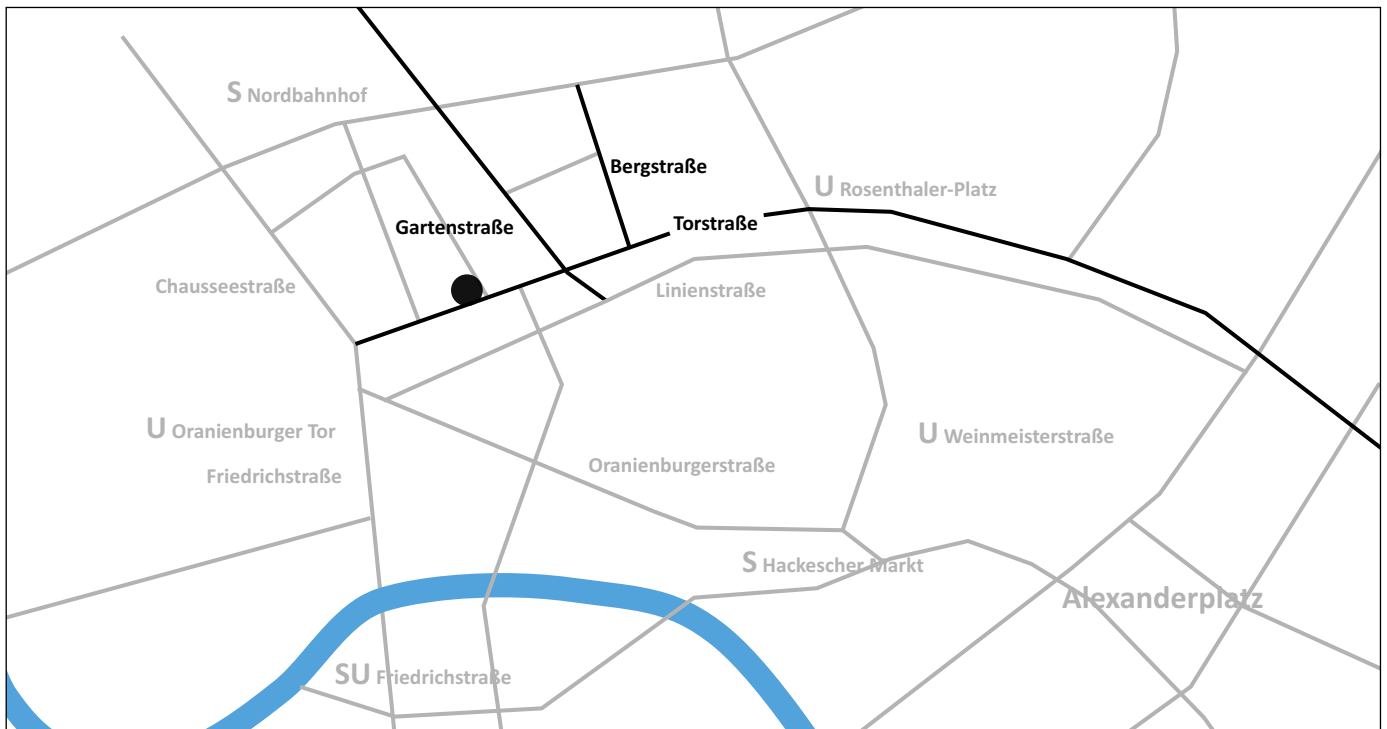 S Nordbahnhof
Bergstraße
U Rosenthaler-Platz
Gartenstraße
Torstraße
Chausseestraße
Linienstraße
U Oranienburger Tor
U Weinmeisterstraße
Oranienburgerstraße
Friedrichstraße
S Hackescher Markt
Alexanderplatz
SU Friedrichstraße